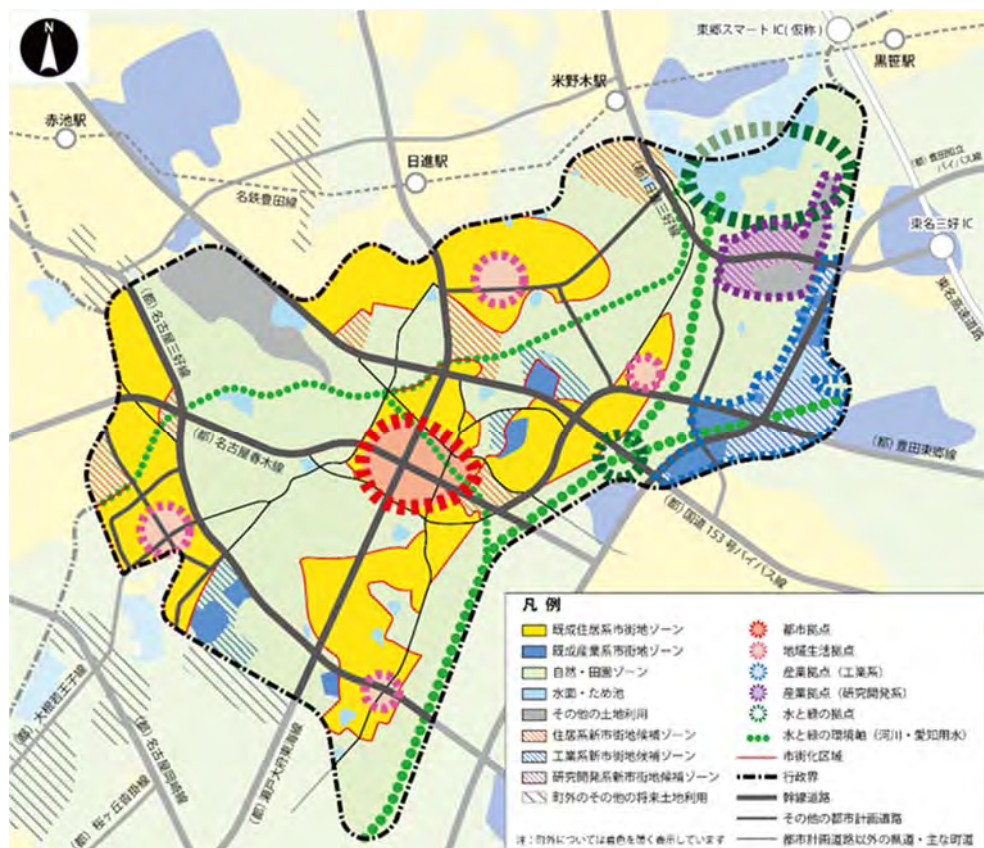 N
東郷スマートIC(仮称)
黒笹駅
米野木駅
赤池駅
日進駅
名鉄豊田線
(都)日進三好線
(都)豊田知立
バイパス線
東名三好IC
東名高速道路
(都)名古屋三好線
(都)名古屋春木線
(都)豊田東郷線
(都)国道153号バイパス線
(都)大根若王子線
(都)名古屋岡崎線
(都)桜ヶ丘沓掛線
(都)瀬戸大府東海線
凡例
既成住居系市街地ゾーン
既成産業系市街地ゾーン
自然・田園ゾーン
水面・ため池
その他の土地利用
住居系新市街地候補ゾーン
工業系新市街地候補ゾーン
研究開発系新市街地候補ゾーン
町外のその他の将来土地利用
注:町外については着色を薄く表示しています
都市拠点
地域生活拠点
産業拠点(工業系)
産業拠点(研究開発系)
水と緑の拠点
水と緑の環境軸(河川・愛知用水)
市街化区域
行政界
幹線道路
その他の都市計画道路
都市計画道路以外の県道・主な町道